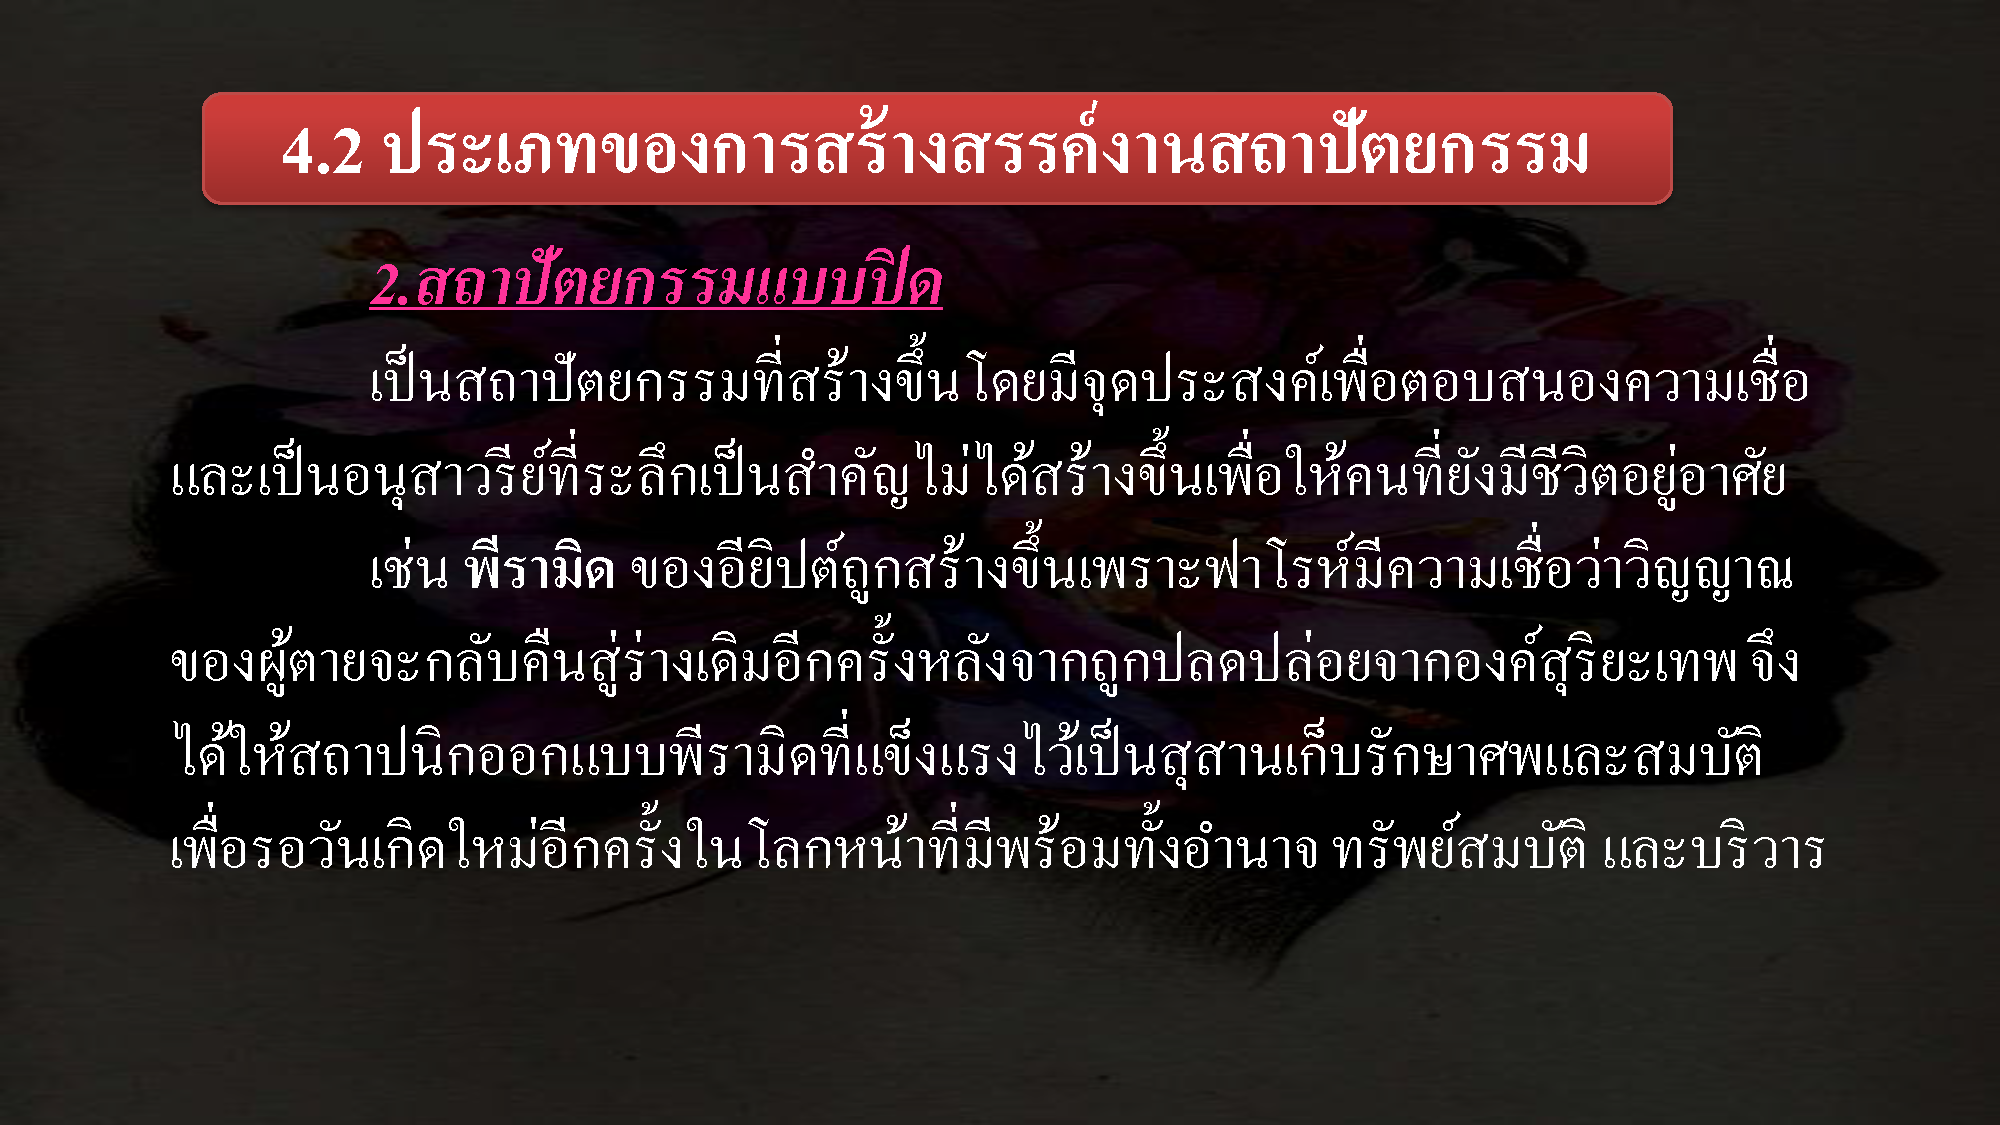 4.2 ประเภทของการสร้างสรรค์งานสถาปัตยกรรม
2.สถาปัตยกรรมแบบปิด
เป็นสถาปัตยกรรมที่สร้างขึ้นโดยมีจุดประสงค์เพื่อตอบสนองความเชื่อ
และเป็นอนุสาวรีย์ที่ระลึกเป็นสำคัญไม่ได้สร้างขึ้นเพื่อให้คนที่ยังมีชีวิตอยู่อาศัย
เช่น พีรามิด ของอียิปต์ถูกสร้างขึ้นเพราะฟาโรห์มีความเชื่อว่าวิญญาณ
ของผู้ตายจะกลับคืนสู่ร่างเดิมอีกครั้งหลังจากถูกปลดปล่อยจากองค์สุริยะเทพ จึง
ได้ให้สถาปนิกออกแบบพีรามิดที่แข็งแรงไว้เป็นสุสานเก็บรักษาศพและสมบัติ
เพื่อรอวันเกิดใหม่อีกครั้งในโลกหน้าที่มีพร้อมทั้งอำนาจ ทรัพย์สมบัติ และบริวาร